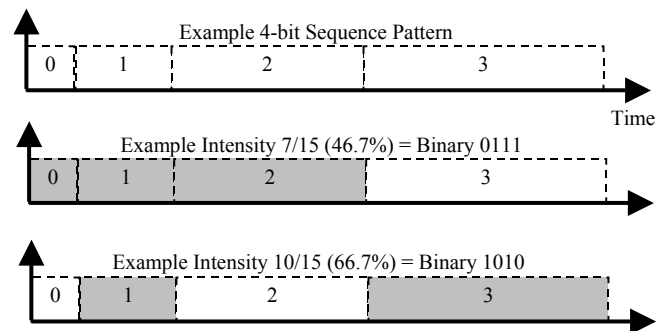 Example 4-bit Sequence Pattern
0 1 2 3
Time
Example Intensity 7/15 (46.7%) = Binary 0111
0 1 2 3
Example Intensity 10/15 (66.7%) = Binary 1010
0 1 2 3